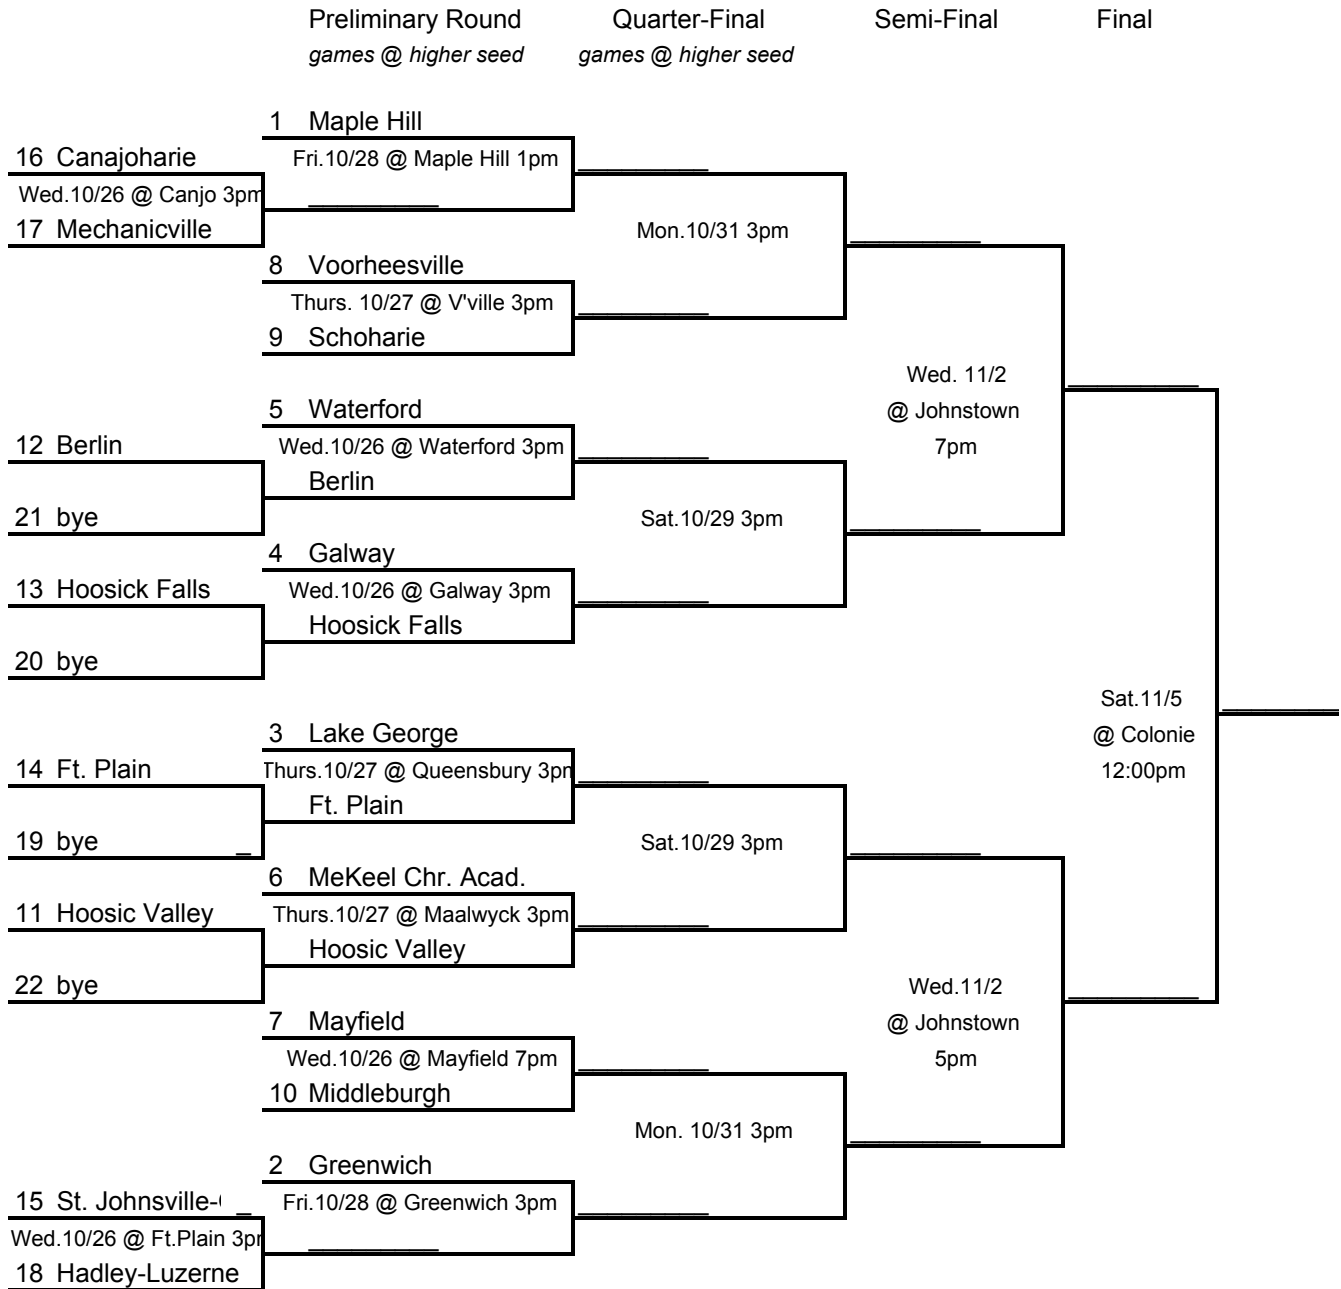 Preliminary Round Quarter-Final Semi-Final Final
games @ higher seed games @ higher seed
1 Maple Hill
16 Canajoharie
Fri.10/28 @ Maple Hill 1pm
Wed.10/26 @ Canjo 3pm
17 Mechanicville
Mon.10/31 3pm
8 Voorheesville
Thurs. 10/27 @ V'ville 3pm
9 Schoharie
Wed. 11/2
@ Johnstown
7pm
5 Waterford
12 Berlin
Wed.10/26 @ Waterford 3pm
Berlin
21 bye
Sat.10/29 3pm
4 Galway
13 Hoosick Falls
Wed.10/26 @ Galway 3pm
Hoosick Falls
20 bye
Sat.11/5
@ Colonie
12:00pm
3 Lake George
14 Ft. Plain
Thurs.10/27 @ Queensbury 3pm
Ft. Plain
19 bye
Sat.10/29 3pm
6 MeKeel Chr. Acad.
11 Hoosic Valley
Thurs.10/27 @ Maalwyck 3pm
Hoosic Valley
22 bye
Wed.11/2
@ Johnstown
5pm
7 Mayfield
Wed.10/26 @ Mayfield 7pm
10 Middleburgh
Mon. 10/31 3pm
2 Greenwich
15 St. Johnsville-
Fri.10/28 @ Greenwich 3pm
Wed.10/26 @ Ft.Plain 3pm
18 Hadley-Luzerne